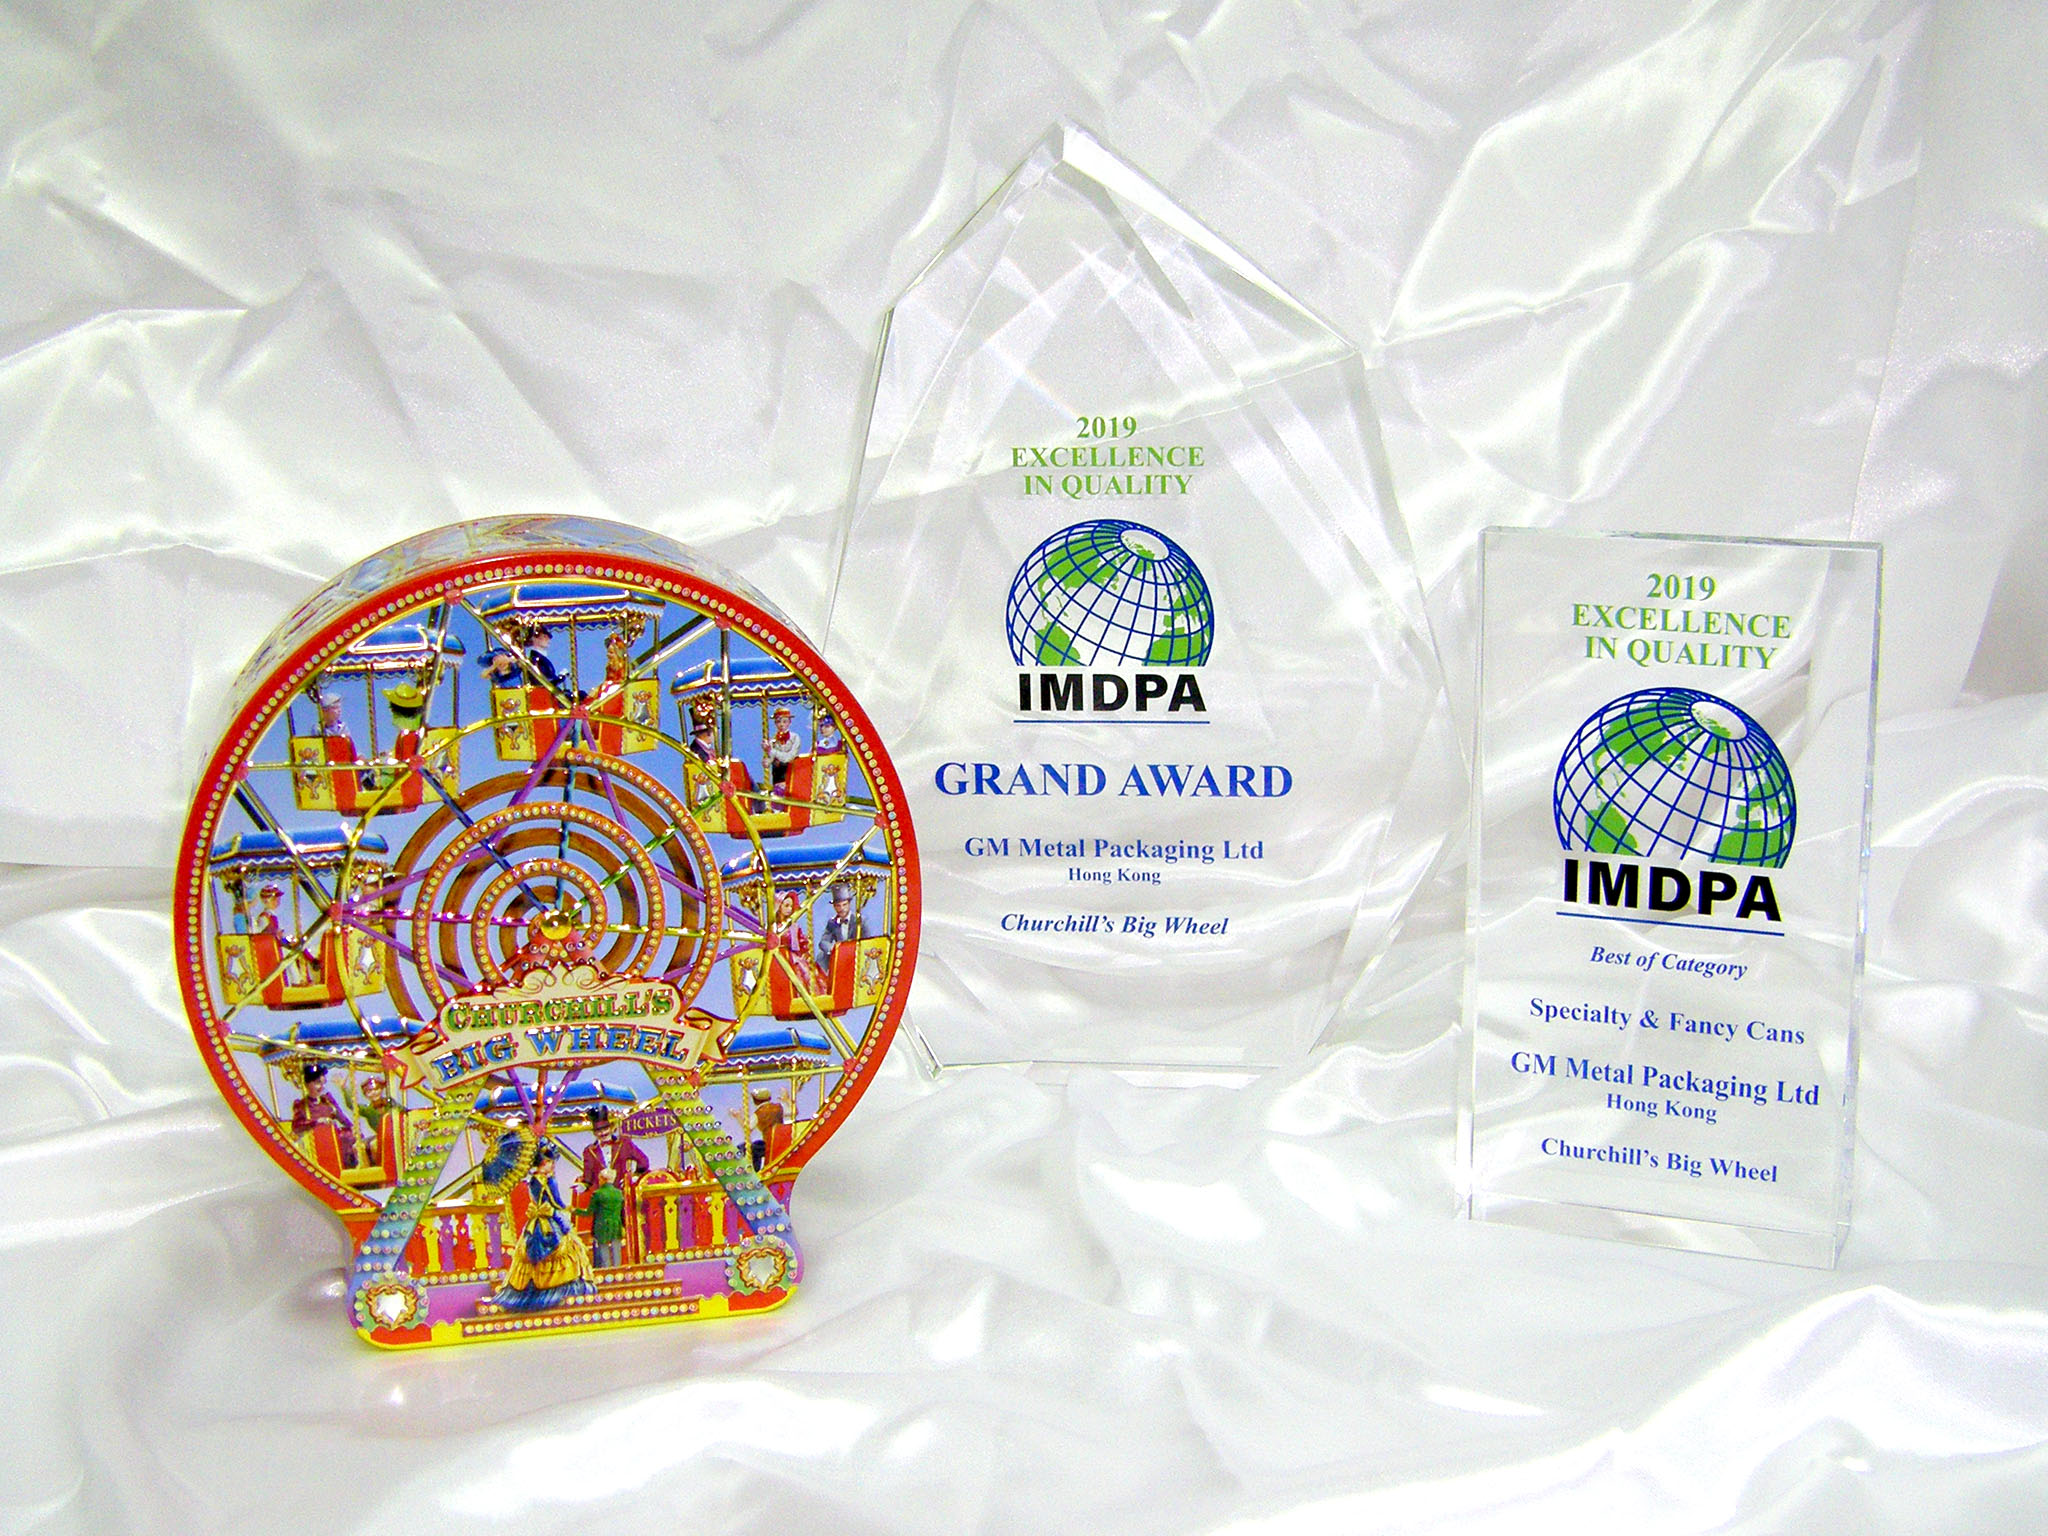 CHURCHILL'S
BIG WHEEL
TICKETS
2019
EXCELLENCE
IN QUALITY
IMDPA
GRAND AWARD
GM Metal Packaging Ltd
Hong Kong
Churchill's Big Wheel
2019
EXCELLENCE
IN QUALITY
IMDPA
Best of Category
Specialty & Fancy Cans
GM Metal Packaging Ltd
Hong Kong
Churchill's Big Wheel